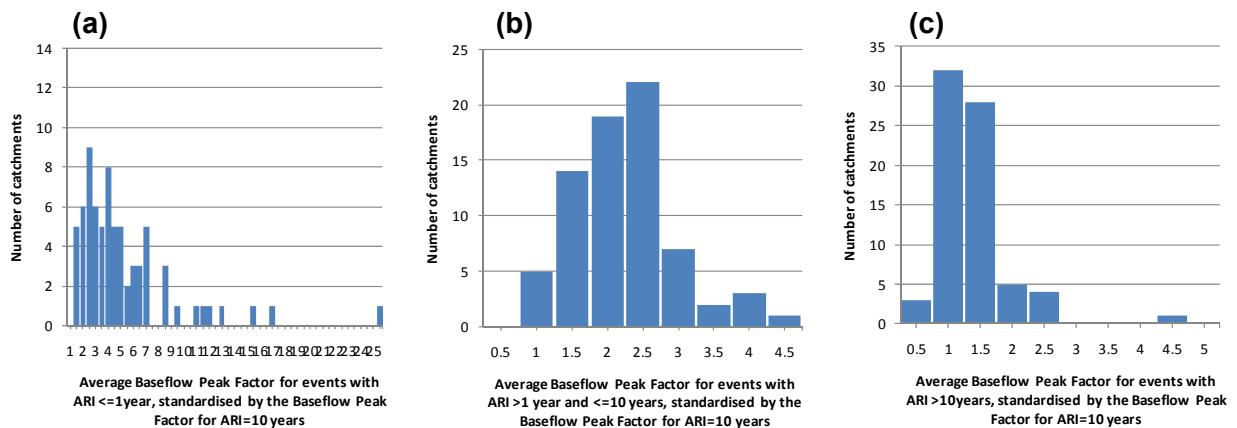 (a)
14
12
10
8
6
4
2
0
Number of catchments
1 2 3 4 5 6 7 8 9 10 11 12 13 14 15 16 17 18 19 20 21 22 23 24 25
Average Baseflow Peak Factor for events with
ARI <=1year, standardised by the Baseflow Peak
Factor for ARI=10 years
(b)
25
20
15
10
5
0
Number of catchments
0.5 1 1.5 2 2.5 3 3.5 4 4.5
Average Baseflow Peak Factor for events with
ARI >1 year and <=10 years, standardised by the
Baseflow Peak Factor for ARI=10 years
(c)
35
30
25
20
15
10
5
0
Number of catchments
0.5 1 1.5 2 2.5 3 3.5 4 4.5 5
Average Baseflow Peak Factor for events with
ARI >10years, standardised by the Baseflow Peak
Factor for ARI=10 years